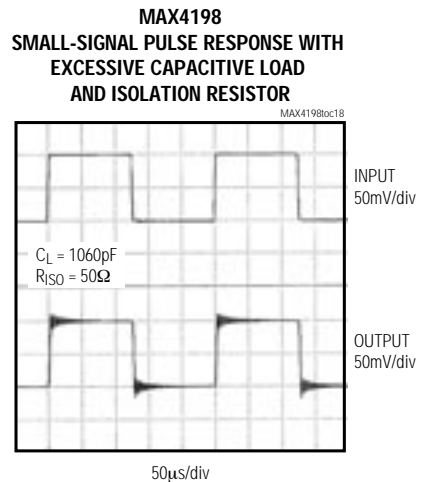 MAX4198
SMALL-SIGNAL PULSE RESPONSE WITH
EXCESSIVE CAPACITIVE LOAD
AND ISOLATION RESISTOR
MAX4198toc18
INPUT
50mV/div
CL = 1060pF
RISO = 50Ω
OUTPUT
50mV/div
50μs/div